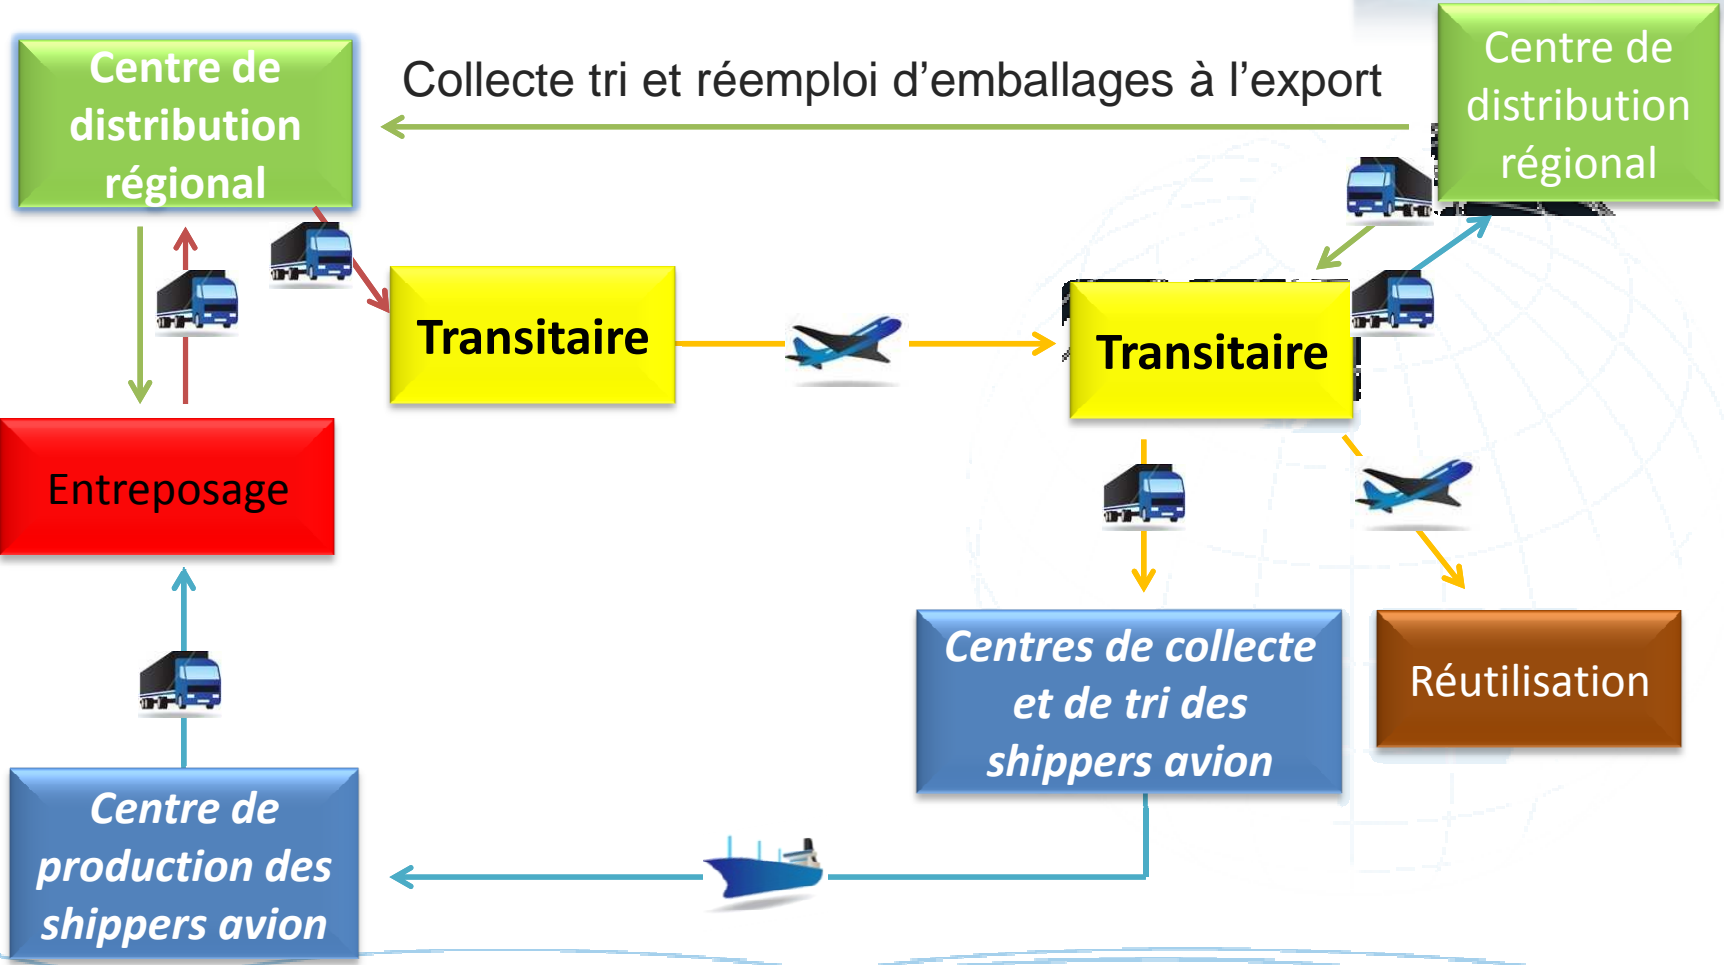 Centre de
distribution
régional
Collecte tri et réemploi d’emballages à l’export
Centre de
distribution
régional
Transitaire
Transitaire
Entreposage
Centres de collecte
et de tri des
shippers avion
Réutilisation
Centre de
production des
shippers avion